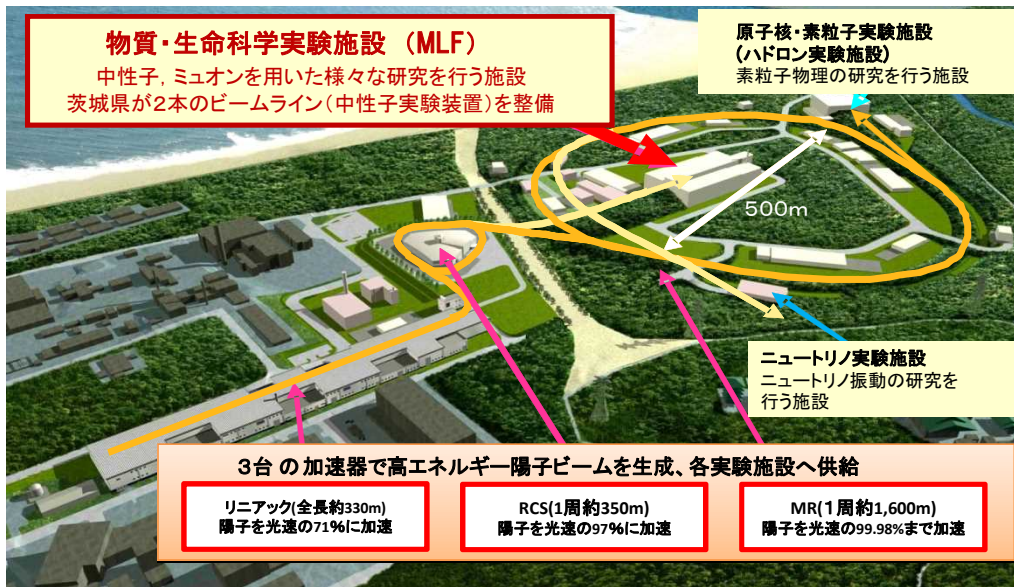 物質・生命科学実験施設 (MLF)
中性子, ミュオンを用いた様々な研究を行う施設
茨城県が2本のビームライン(中性子実験装置)を整備
原子核・素粒子実験施設
(ハドロン実験施設)
素粒子物理の研究を行う施設
500m
ニュートリノ実験施設
ニュートリノ振動の研究を
行う施設
3台の加速器で高エネルギー陽子ビームを生成、各実験施設へ供給
リニアック(全長約330m)
陽子を光速の71%に加速
RCS(1周約350m)
陽子を光速の97%に加速
MR(1周約1,600m)
陽子を光速の99.98%まで加速